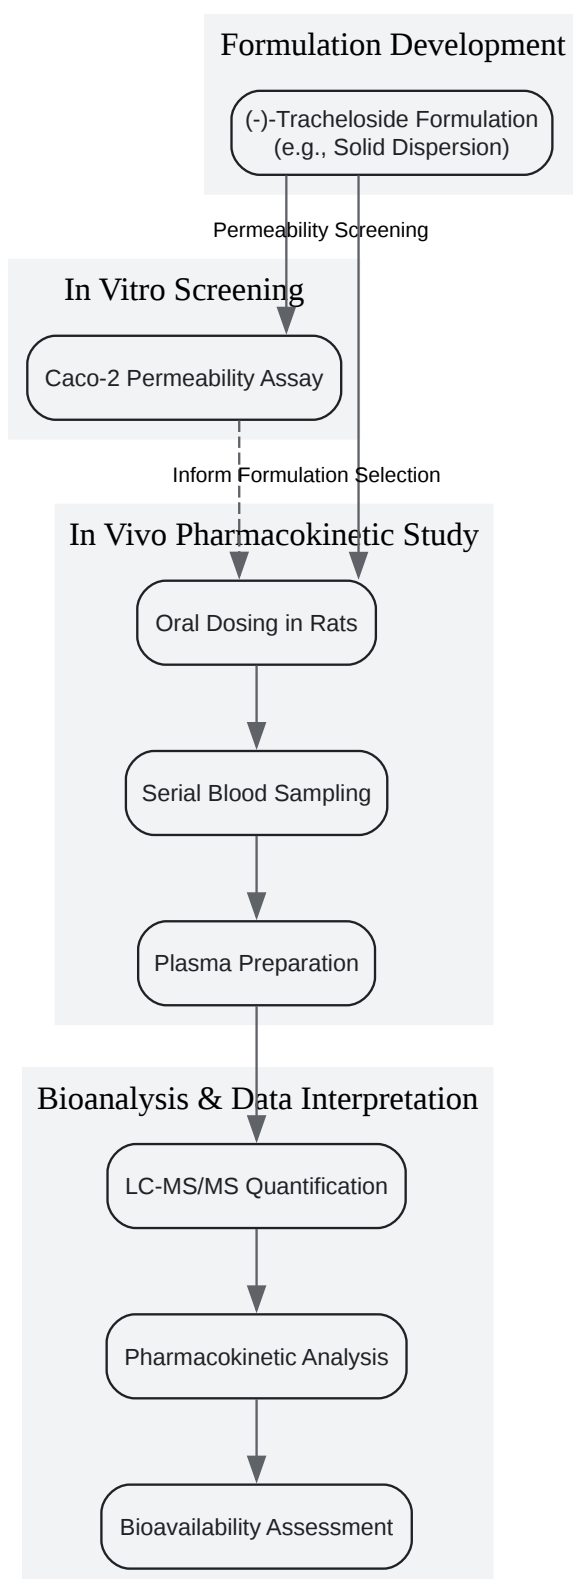 Formulation Development
(-)-Tracheloside Formulation
(e.g., Solid Dispersion)
Permeability Screening
In Vitro Screening
Caco-2 Permeability Assay
Inform Formulation Selection
In Vivo Pharmacokinetic Study
Oral Dosing in Rats
Serial Blood Sampling
Plasma Preparation
Bioanalysis & Data Interpretation
LC-MS/MS Quantification
Pharmacokinetic Analysis
Bioavailability Assessment